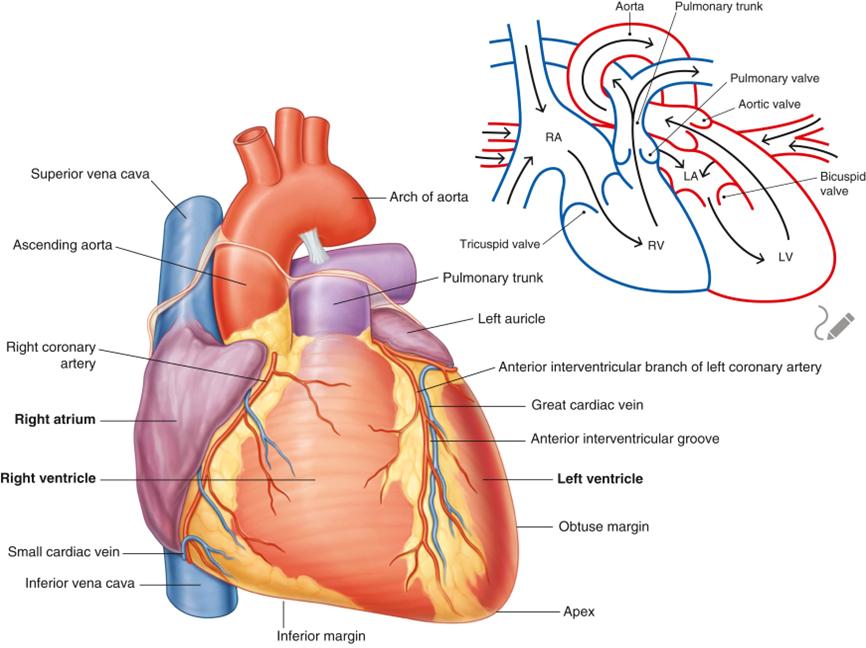 Aorta
Pulmonary trunk
Pulmonary valve
Aortic valve
RA
LA
Bicuspid
valve
Tricuspid valve
RV
LV
Superior vena cava
Arch of aorta
Ascending aorta
Pulmonary trunk
Left auricle
Right coronary
artery
Anterior interventricular branch of left coronary artery
Great cardiac vein
Right atrium
Anterior interventricular groove
Right ventricle
Left ventricle
Obtuse margin
Small cardiac vein
Inferior vena cava
Apex
Inferior margin